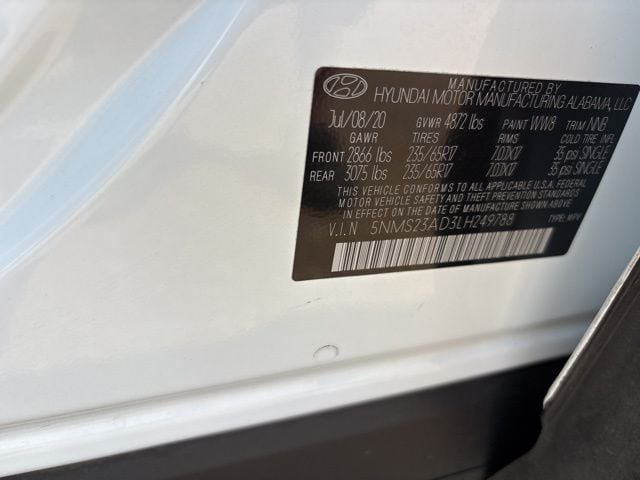 MANUFACTURED BY
HYUNDAI MOTOR MANUFACTURING ALABAMA, LLC
Jul/08/20 GVWR 4872 lbs PAINT WW8 TRIM NNB
GAWR TIRES RIMS COLD TIRE INFL
FRONT 2866 lbs 235/65R17 7.0JX17 35 psi SINGLE
REAR 3075 lbs 235/65R17 7.0JX17 35 psi SINGLE
THIS VEHICLE CONFORMS TO ALL APPLICABLE U.S.A. FEDERAL
MOTOR VEHICLE SAFETY AND THEFT PREVENTION STANDARDS
IN EFFECT ON THE DATE OF MANUFACTURE SHOWN ABOVE.
V.I.N 5NMS23AD3LH249788 TYPE: MPV